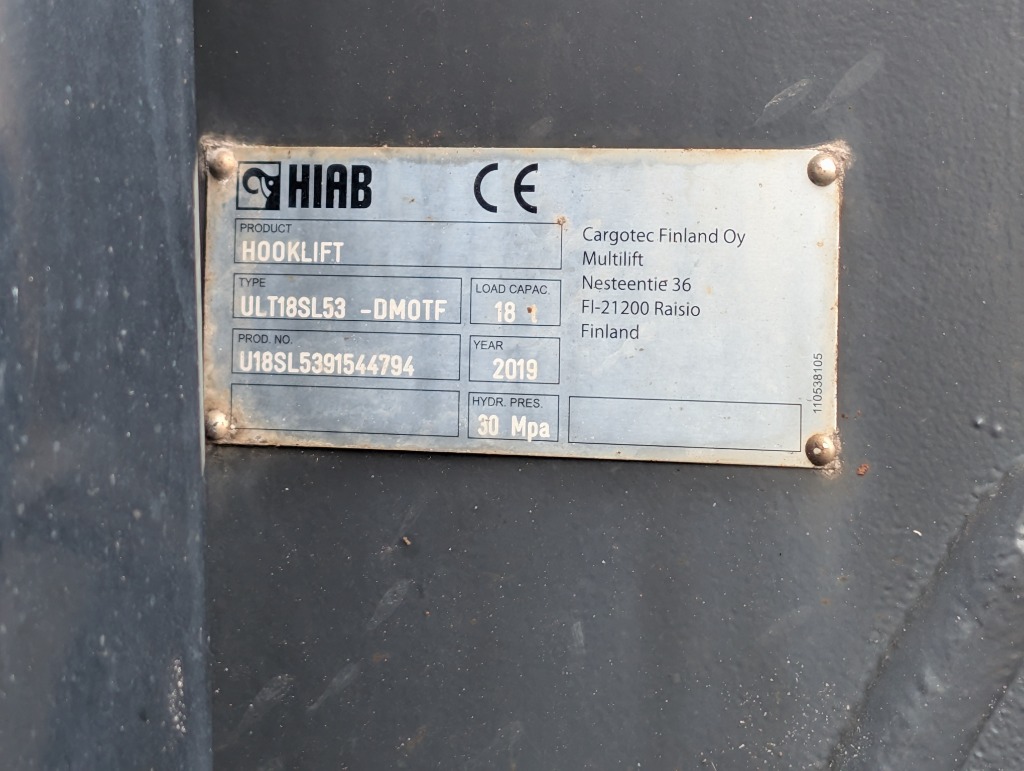 HIAB CE
PRODUCT
HOOKLIFT
TYPE
ULT18SL53 -DMOTF
LOAD CAPAC.
18 t
PROD. NO.
U18SL5391544794
YEAR
2019
HYDR. PRES.
30 Mpa
Cargotec Finland Oy
Multilift
Nesteentie 36
FI-21200 Raisio
Finland
110538105